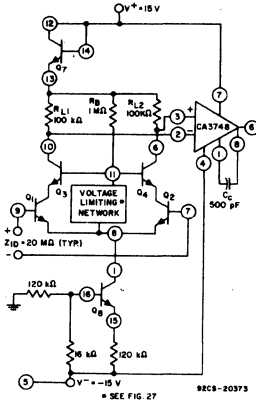 V+ = 15 V
12
14
Q7
13
RL1
100 kΩ
RB
1 MΩ
RL2
100KΩ
3
+
CA3748
7
6
2
-
4
1
8
Cc
500 pF
10
11
6
Q3
Q4
VOLTAGE
LIMITING *
NETWORK
Q1
Q2
9
7
+
ZID = 20 MΩ (TYP.)
-
8
1
120 kΩ
16
Q8
15
16 kΩ
120 kΩ
5
V- = -15 V
92CS-20373
* SEE FIG. 27